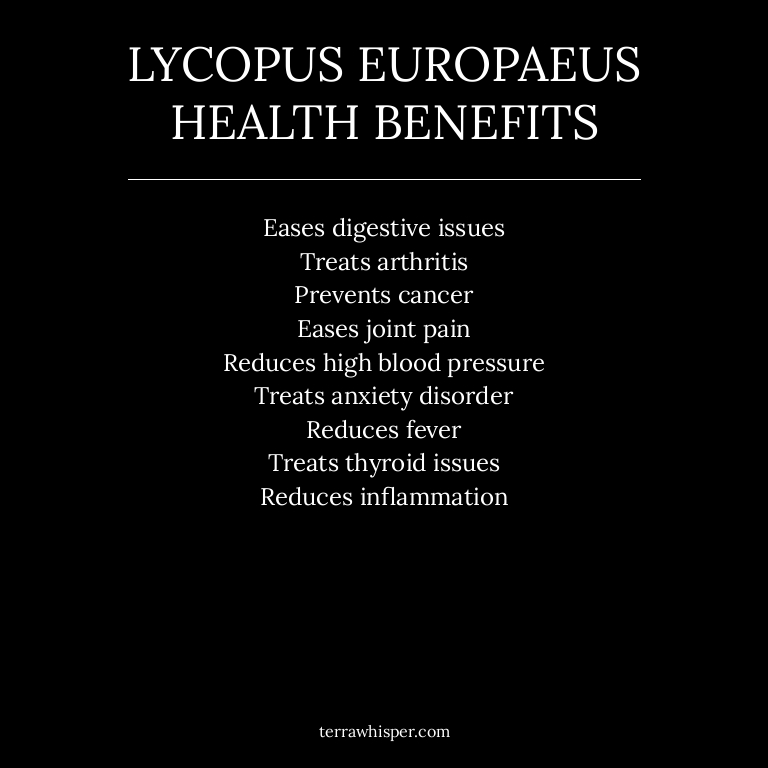 LYCOPUS EUROPAEUS
HEALTH BENEFITS
Eases digestive issues
Treats arthritis
Prevents cancer
Eases joint pain
Reduces high blood pressure
Treats anxiety disorder
Reduces fever
Treats thyroid issues
Reduces inflammation
terrawhisper.com